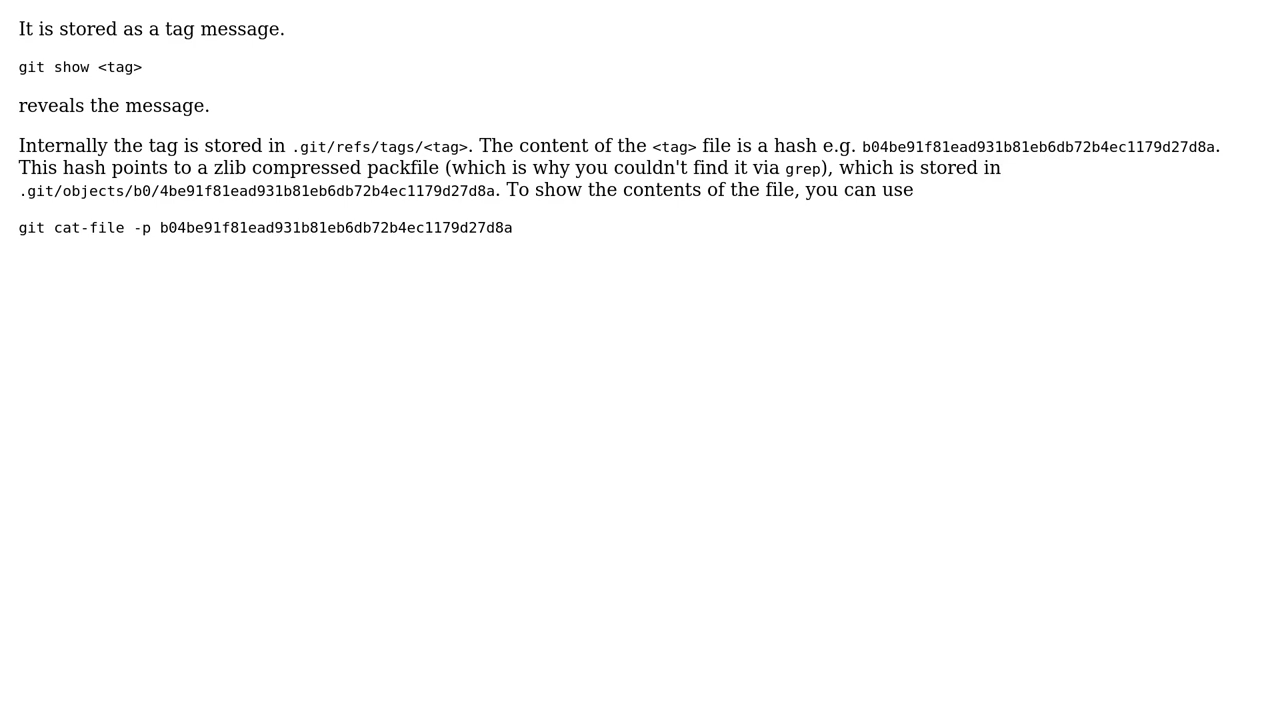 It is stored as a tag message.
git show <tag>
reveals the message.
Internally the tag is stored in .git/refs/tags/<tag>. The content of the <tag> file is a hash e.g. b04be91f81ead931b81eb6db72b4ec1179d27d8a.
This hash points to a zlib compressed packfile (which is why you couldn't find it via grep), which is stored in
.git/objects/b0/4be91f81ead931b81eb6db72b4ec1179d27d8a. To show the contents of the file, you can use
git cat-file -p b04be91f81ead931b81eb6db72b4ec1179d27d8a